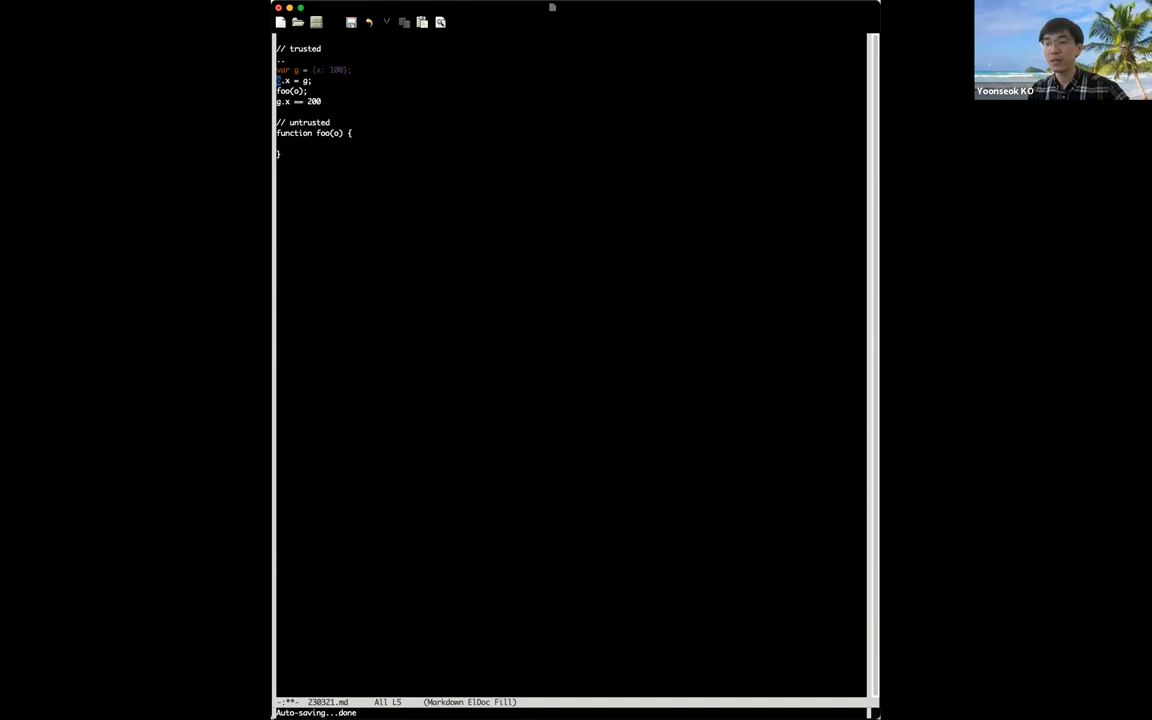 // trusted
..
var g = {x: 100};
.x = g;
foo(o);
g.x == 200
// untrusted
function foo(o) {
}
Yoonseok KO
-:**- 230321.md All L5 (Markdown ElDoc Fill)
Auto-saving...done